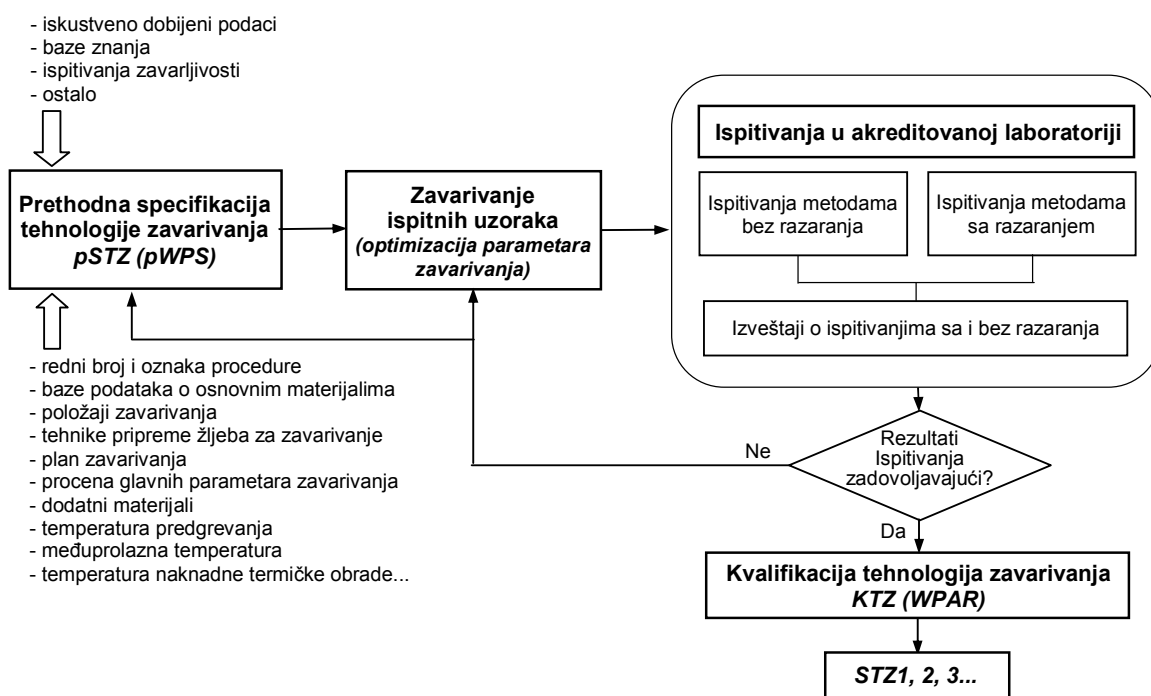 - iskustveno dobijeni podaci
- baze znanja
- ispitivanja zavarljivosti
- ostalo
Prethodna specifikacija
tehnologije zavarivanja
pSTZ (pWPS)
Zavarivanje
ispitnih uzoraka
(optimizacija parametara
zavarivanja)
Ispitivanja u akreditovanoj laboratoriji
Ispitivanja metodama
bez razaranja
Ispitivanja metodama
sa razaranjem
Izveštaji o ispitivanjima sa i bez razaranja
- redni broj i oznaka procedure
- baze podataka o osnovnim materijalima
- položaji zavarivanja
- tehnike pripreme žljeba za zavarivanje
- plan zavarivanja
- procena glavnih parametara zavarivanja
- dodatni materijali
- temperatura predgrevanja
- međuprolazna temperatura
- temperatura naknadne termičke obrade...
Ne
Rezultati
Ispitivanja
zadovoljavajući?
Da
Kvalifikacija tehnologija zavarivanja
KTZ (WPAR)
STZ1, 2, 3...